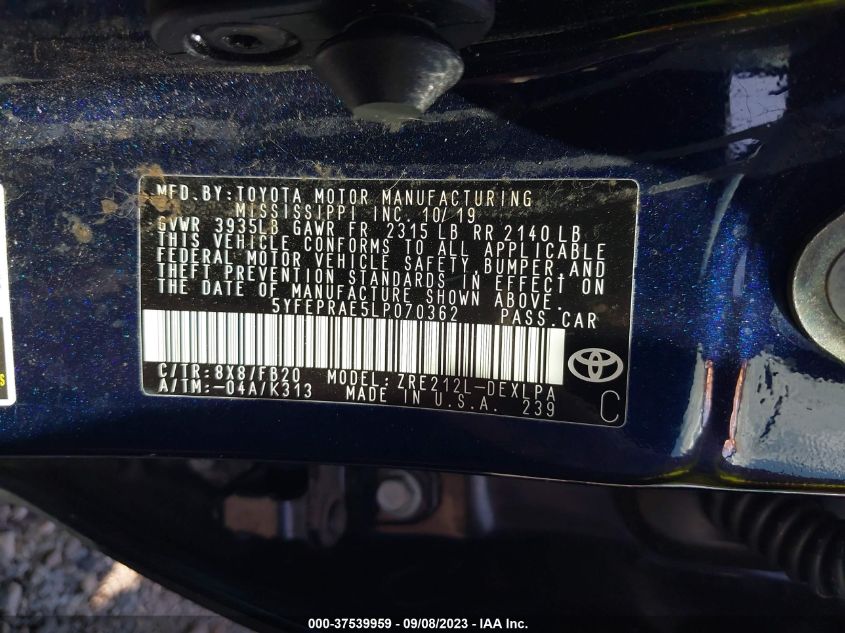 MFD.BY:TOYOTA MOTOR MANUFACTURING
MISSISSIPPI INC. 10/19
GVWR 3935LB GAWR FR 2315 LB RR 2140 LB
THIS VEHICLE CONFORMS TO ALL APPLICABLE
FEDERAL MOTOR VEHICLE SAFETY, BUMPER, AND
THEFT PREVENTION STANDARDS IN EFFECT ON
THE DATE OF MANUFACTURE SHOWN ABOVE.
5YFEPRAE5LP070362 PASS.CAR
C/TR:8X8/FB20 MODEL:ZRE212L-DEXLPA
A/TM:-04A/K313 MADE IN U.S.A. 239
C
000-37539959 - 09/08/2023 - IAA Inc.